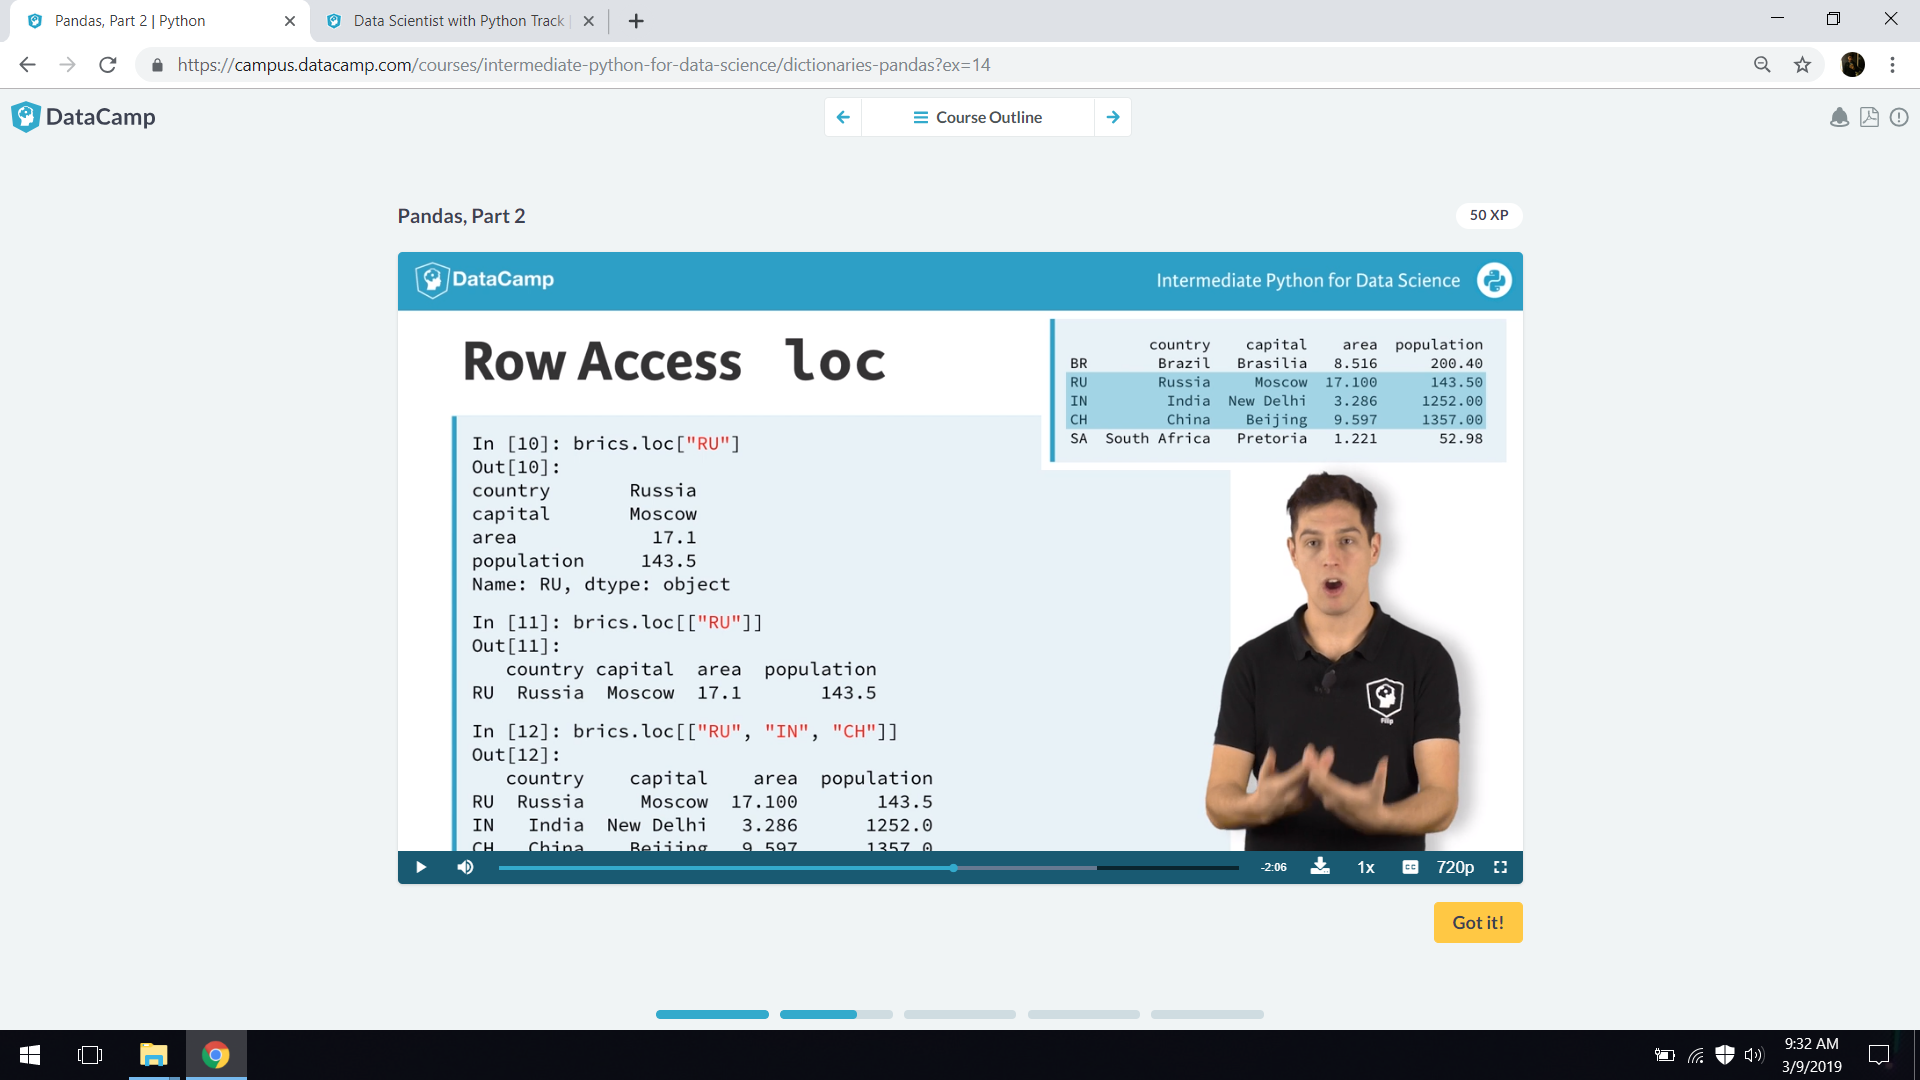 Pandas, Part 2 | Python
Data Scientist with Python Track
https://campus.datacamp.com/courses/intermediate-python-for-data-science/dictionaries-pandas?ex=14
DataCamp
Course Outline
Pandas, Part 2
50 XP
DataCamp
Intermediate Python for Data Science
Row Access loc
country capital area population
BR Brazil Brasilia 8.516 200.40
RU Russia Moscow 17.100 143.50
IN India New Delhi 3.286 1252.00
CH China Beijing 9.597 1357.00
SA South Africa Pretoria 1.221 52.98
In [10]: brics.loc["RU"]
Out[10]:
country Russia
capital Moscow
area 17.1
population 143.5
Name: RU, dtype: object
In [11]: brics.loc[["RU"]]
Out[11]:
country capital area population
RU Russia Moscow 17.1 143.5
In [12]: brics.loc[["RU", "IN", "CH"]]
Out[12]:
country capital area population
RU Russia Moscow 17.100 143.5
IN India New Delhi 3.286 1252.0
CH China Beijing 9.597 1357.0
Filip
-2:06
1x
CC
720p
Got it!
9:32 AM
3/9/2019